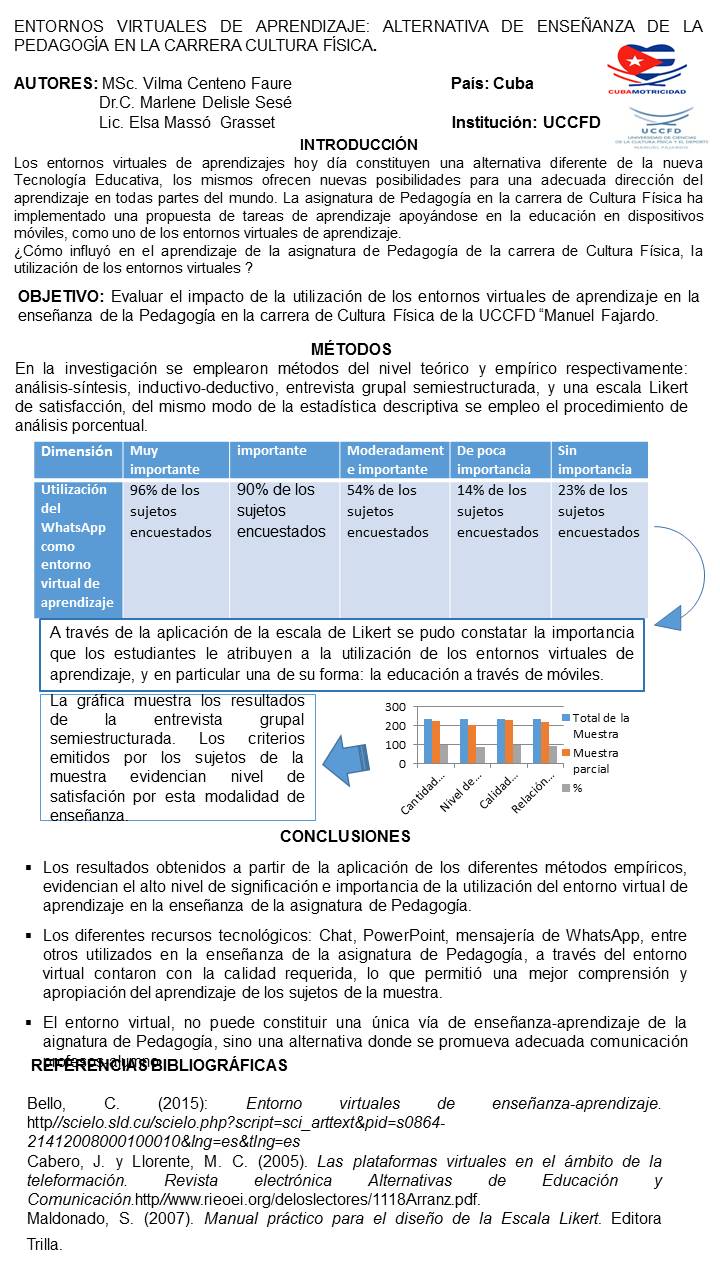 ENTORNOS VIRTUALES DE APRENDIZAJE: ALTERNATIVA DE ENSEÑANZA DE LA
PEDAGOGÍA EN LA CARRERA CULTURA FÍSICA.
AUTORES: MSc. Vilma Centeno Faure
País: Cuba
Dr.C. Marlene Delisle Sesé
Lic. Elsa Massó Grasset
Institución: UCCFD
CUBAMOTRICIDAD
UCCFD
UNIVERSIDAD DE CIENCIAS
DE LA CULTURA FÍSICA Y EL DEPORTE
MANUEL FAJARDO
INTRODUCCIÓN
Los entornos virtuales de aprendizajes hoy día constituyen una alternativa diferente de la nueva
Tecnología Educativa, los mismos ofrecen nuevas posibilidades para una adecuada dirección del
aprendizaje en todas partes del mundo. La asignatura de Pedagogía en la carrera de Cultura Física ha
implementado una propuesta de tareas de aprendizaje apoyándose en la educación en dispositivos
móviles, como uno de los entornos virtuales de aprendizaje.
¿Cómo influyó en el aprendizaje de la asignatura de Pedagogía de la carrera de Cultura Física, la
utilización de los entornos virtuales ?
OBJETIVO: Evaluar el impacto de la utilización de los entornos virtuales de aprendizaje en la
enseñanza de la Pedagogía en la carrera de Cultura Física de la UCCFD “Manuel Fajardo.
MÉTODOS
En la investigación se emplearon métodos del nivel teórico y empírico respectivamente:
análisis-síntesis, inductivo-deductivo, entrevista grupal semiestructurada, y una escala Likert
de satisfacción, del mismo modo de la estadística descriptiva se empleo el procedimiento de
análisis porcentual.
Dimensión
Muy
importante
importante
Moderadament
e importante
De poca
importancia
Sin
importancia
Utilización
del
WhatsApp
como
entorno
virtual de
aprendizaje
96% de los
sujetos
encuestados
90% de los
sujetos
encuestados
54% de los
sujetos
encuestados
14% de los
sujetos
encuestados
23% de los
sujetos
encuestados
A través de la aplicación de la escala de Likert se pudo constatar la importancia
que los estudiantes le atribuyen a la utilización de los entornos virtuales de
aprendizaje, y en particular una de su forma: la educación a través de móviles.
La gráfica muestra los resultados
de la entrevista grupal
semiestructurada. Los criterios
emitidos por los sujetos de la
muestra evidencian nivel de
satisfación por esta modalidad de
enseñanza.
300
200
100
0
Cantidad...
Nivel de...
Calidad...
Relación...
Total de la
Muestra
Muestra
parcial
%
CONCLUSIONES
▪ Los resultados obtenidos a partir de la aplicación de los diferentes métodos empíricos,
evidencian el alto nivel de significación e importancia de la utilización del entorno virtual de
aprendizaje en la enseñanza de la asignatura de Pedagogía.
▪ Los diferentes recursos tecnológicos: Chat, PowerPoint, mensajería de WhatsApp, entre
otros utilizados en la enseñanza de la asignatura de Pedagogía, a través del entorno
virtual contaron con la calidad requerida, lo que permitió una mejor comprensión y
apropiación del aprendizaje de los sujetos de la muestra.
▪ El entorno virtual, no puede constituir una única vía de enseñanza-aprendizaje de la
aignatura de Pedagogía, sino una alternativa donde se promueva adecuada comunicación
profesos-alumno.
REFERENCIAS BIBLIOGRÁFICAS
Bello, C. (2015): Entorno virtuales de enseñanza-aprendizaje.
http//scielo.sld.cu/scielo.php?script=sci_arttext&pid=s0864-
21412008000100010&lng=es&tlng=es
Cabero, J. y Llorente, M. C. (2005). Las plataformas virtuales en el ámbito de la
teleformación. Revista electrónica Alternativas de Educación y
Comunicación.http//www.rieoei.org/deloslectores/1118Arranz.pdf.
Maldonado, S. (2007). Manual práctico para el diseño de la Escala Likert. Editora
Trilla.